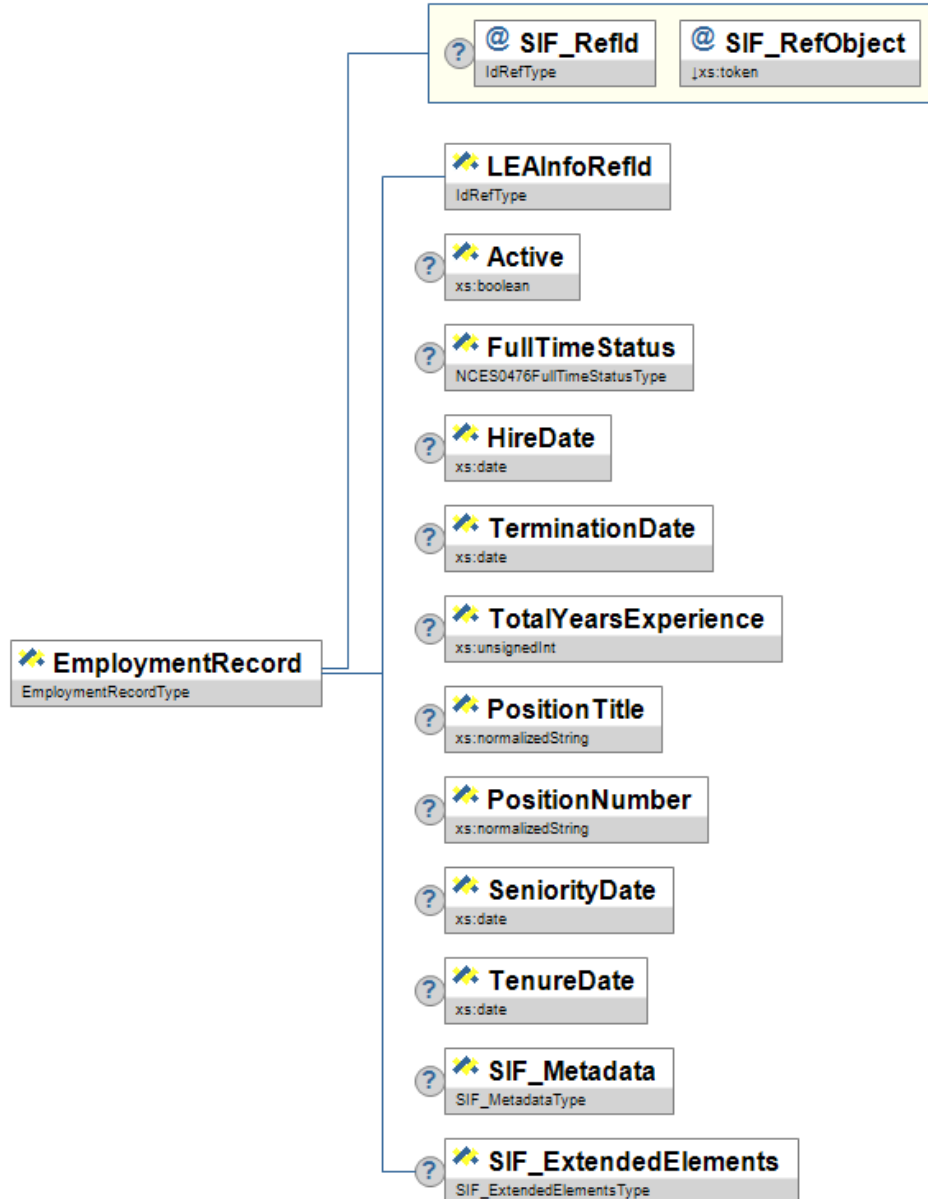 ? @ SIF_RefId @ SIF_RefObject
IdRefType ↓xs:token
LEAInfoRefId
IdRefType
? Active
xs:boolean
? FullTimeStatus
NCES0476FullTimeStatusType
? HireDate
xs:date
? TerminationDate
xs:date
? TotalYearsExperience
xs:unsignedInt
EmploymentRecord
EmploymentRecordType
? PositionTitle
xs:normalizedString
? PositionNumber
xs:normalizedString
? SeniorityDate
xs:date
? TenureDate
xs:date
? SIF_Metadata
SIF_MetadataType
? SIF_ExtendedElements
SIF_ExtendedElementsType